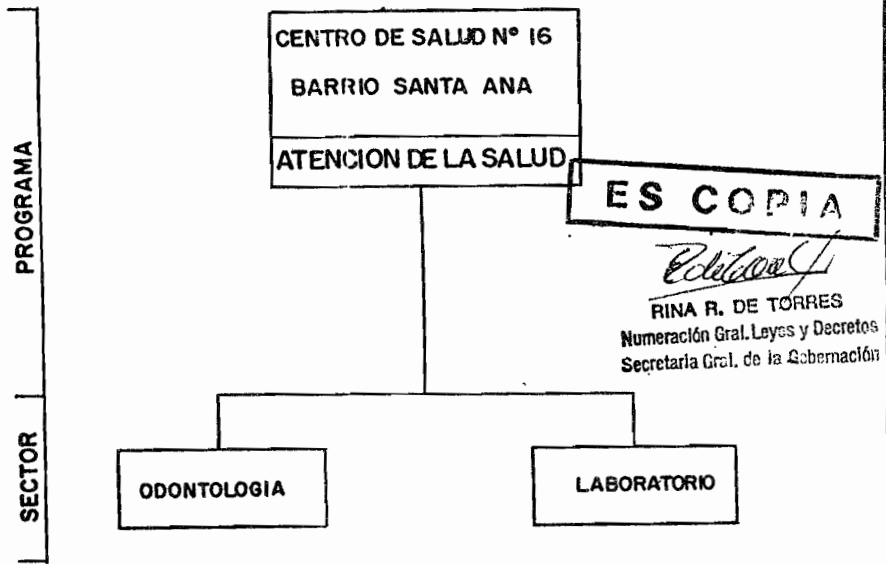 CENTRO DE SALUD Nº 16
BARRIO SANTA ANA
ATENCION DE LA SALUD
PROGRAMA
ES COPIA
RINA R. DE TORRES
Numeración Gral. Leyes y Decretos
Secretaria Gral. de la Gobernación
SECTOR
ODONTOLOGIA
LABORATORIO